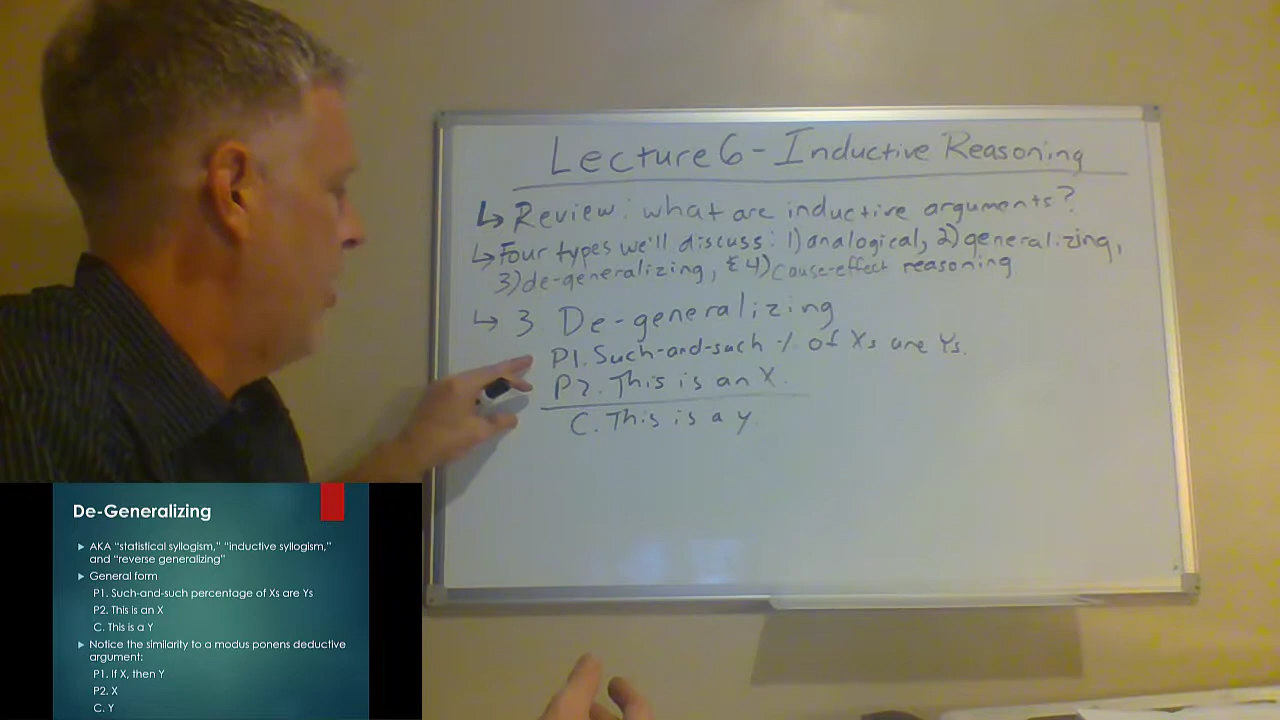 Lecture 6 - Inductive Reasoning
↳ Review: what are inductive arguments?
↳ Four types we'll discuss: 1) analogical, 2) generalizing,
3) de-generalizing, & 4) cause-effect reasoning
↳ 3. De-generalizing
P1. Such-and-such % of Xs are Ys.
P2. This is an X.
C. This is a Y
De-Generalizing
▶ AKA “statistical syllogism,” “inductive syllogism,”
and “reverse generalizing”
▶ General form
P1. Such-and-such percentage of Xs are Ys
P2. This is an X
C. This is a Y
▶ Notice the similarity to a modus ponens deductive
argument:
P1. If X, then Y
P2. X
C. Y